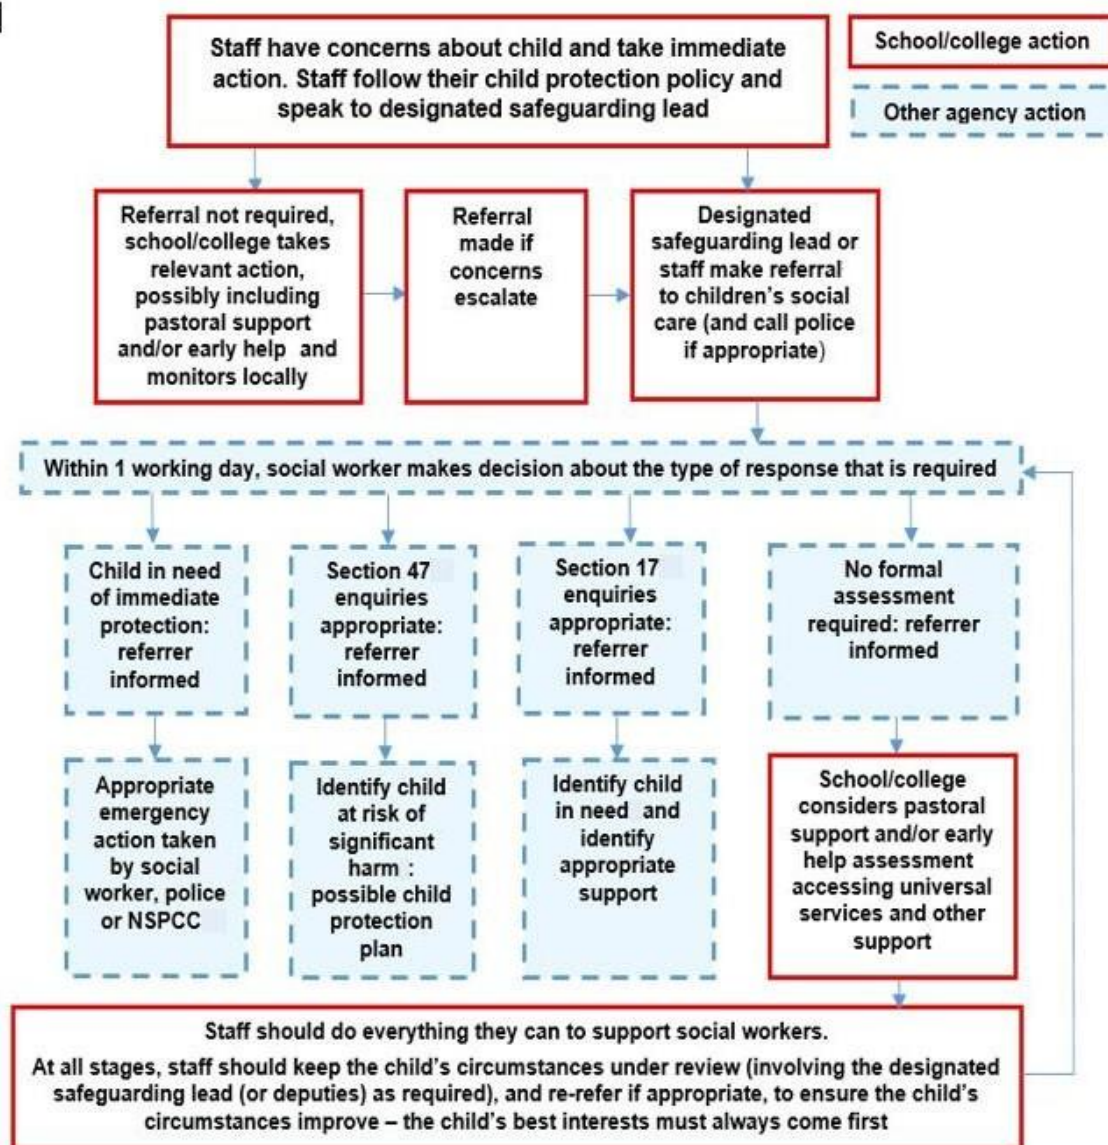 Staff have concerns about child and take immediate
action. Staff follow their child protection policy and
speak to designated safeguarding lead
School/college action
Other agency action
Referral not required,
school/college takes
relevant action,
possibly including
pastoral support
and/or early help and
monitors locally
Referral
made if
concerns
escalate
Designated
safeguarding lead or
staff make referral
to children's social
care (and call police
if appropriate)
Within 1 working day, social worker makes decision about the type of response that is required
Child in need
of immediate
protection:
referrer
informed
Section 47
enquiries
appropriate:
referrer
informed
Section 17
enquiries
appropriate:
referrer
informed
No formal
assessment
required: referrer
informed
Appropriate
emergency
action taken
by social
worker, police
or NSPCC
Identify child
at risk of
significant
harm :
possible child
protection
plan
Identify child
in need and
identify
appropriate
support
School/college
considers pastoral
support and/or early
help assessment
accessing universal
services and other
support
Staff should do everything they can to support social workers.
At all stages, staff should keep the child's circumstances under review (involving the designated
safeguarding lead (or deputies) as required), and re-refer if appropriate, to ensure the child's
circumstances improve – the child's best interests must always come first